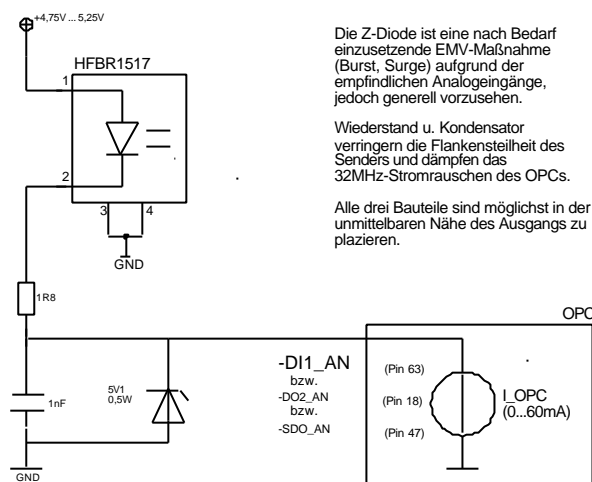 +4,75V ... 5,25V
HFBR1517
1
2
3
4
GND
1R8
1nF
5V1
0,5W
GND
Die Z-Diode ist eine nach Bedarf
einzusetzende EMV-Maßnahme
(Burst, Surge) aufgrund der
empfindlichen Analogeingänge,
jedoch generell vorzusehen.
Wiederstand u. Kondensator
verringern die Flankensteilheit des
Senders und dämpfen das
32MHz-Stromrauschen des OPCs.
Alle drei Bauteile sind möglichst in der
unmittelbaren Nähe des Ausgangs zu
plazieren.
OPC
-DI1_AN
bzw.
-DO2_AN
bzw.
-SDO_AN
(Pin 63)
(Pin 18)
(Pin 47)
I_OPC
(0...60mA)